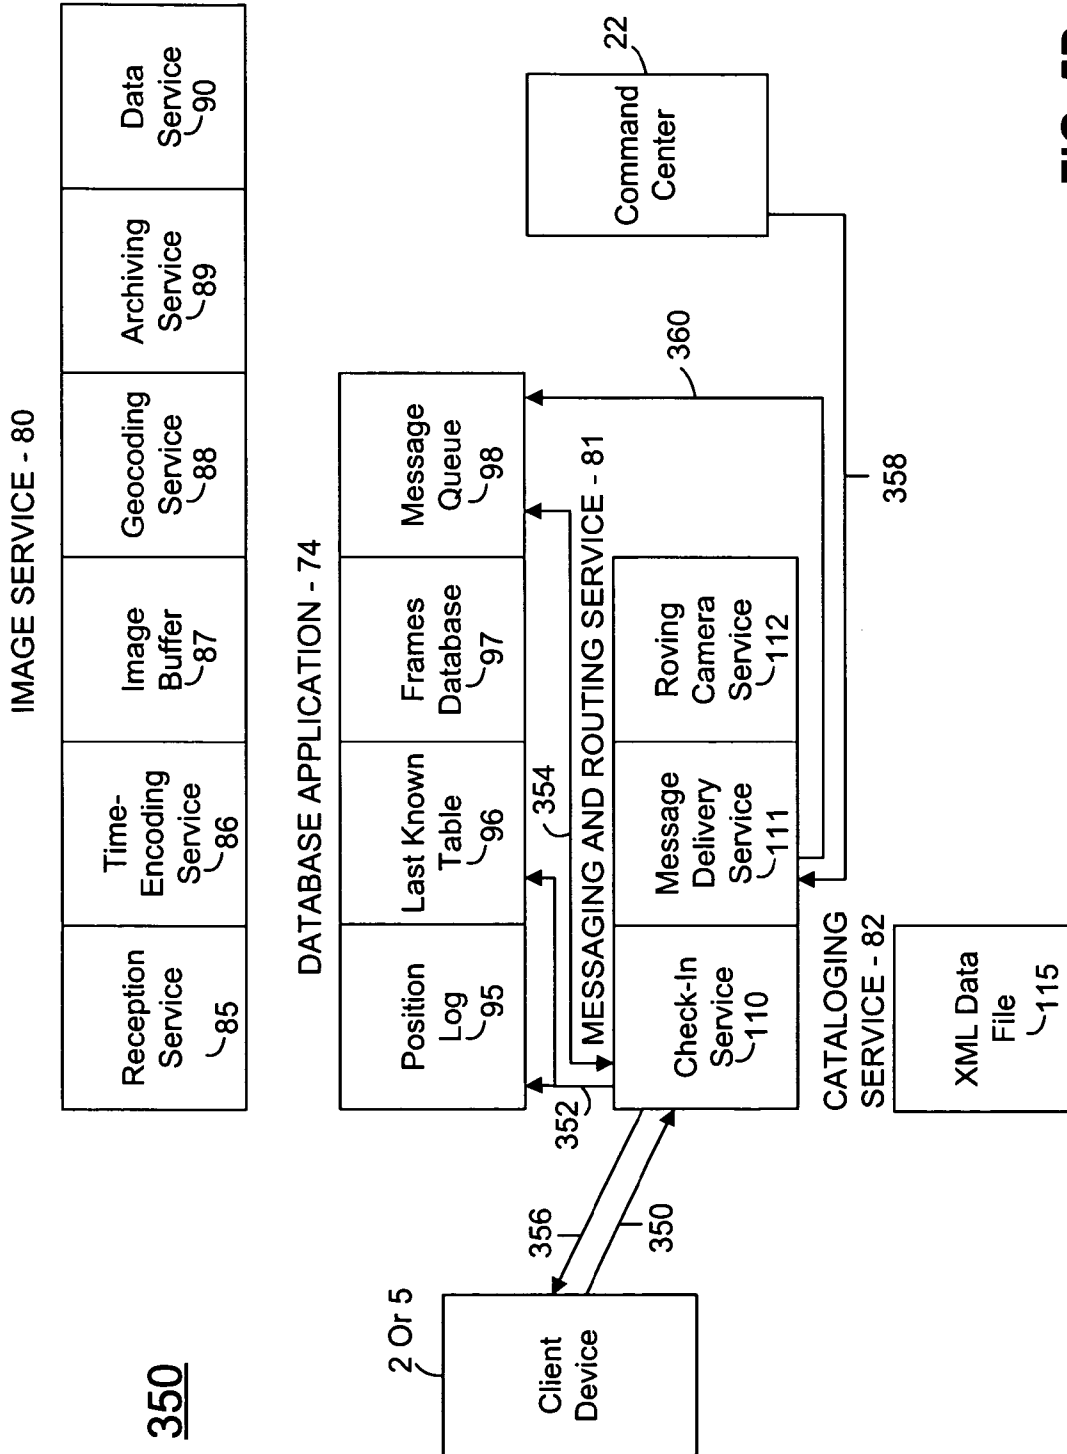 350
IMAGE SERVICE - 80
Reception
Service
85
Time-
Encoding
Service
86
Image
Buffer
87
Geocoding
Service
88
Archiving
Service
89
Data
Service
90
DATABASE APPLICATION - 74
Position
Log
95
Last Known
Table
96
Frames
Database
97
Message
Queue
98
352
354
MESSAGING AND ROUTING SERVICE - 81
360
Check-In
Service
110
Message
Delivery
Service
111
Roving
Camera
Service
112
358
Command
Center
22
2 Or 5
Client
Device
356
350
CATALOGING
SERVICE - 82
XML Data
File
115